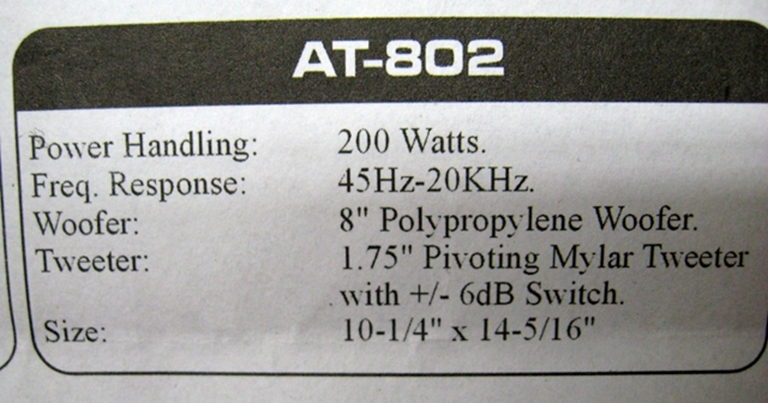 AT-802
Power Handling: 200 Watts.
Freq. Response: 45Hz-20KHz.
Woofer: 8" Polypropylene Woofer.
Tweeter: 1.75" Pivoting Mylar Tweeter
with +/- 6dB Switch.
Size: 10-1/4" x 14-5/16"